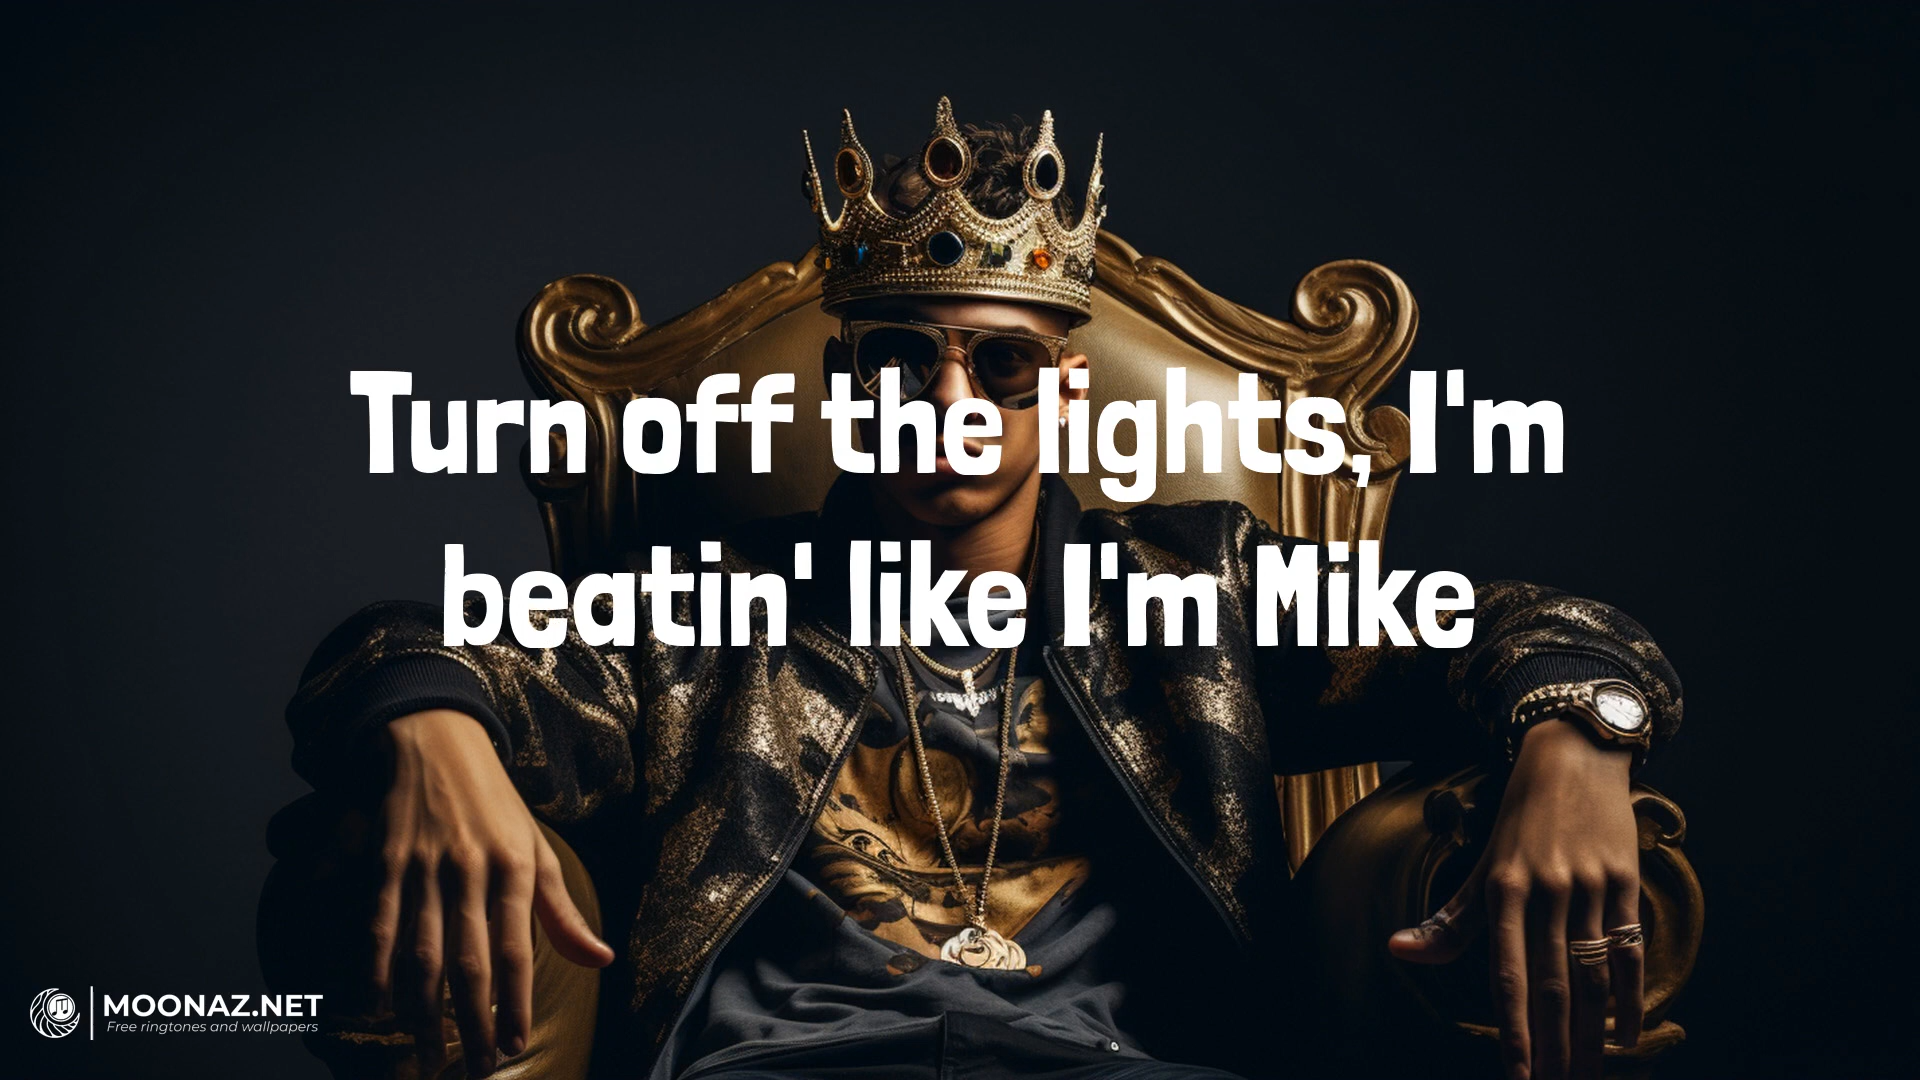 Turn off the lights, I'm
beatin' like I'm Mike
MOONAZ.NET
Free ringtones and wallpapers